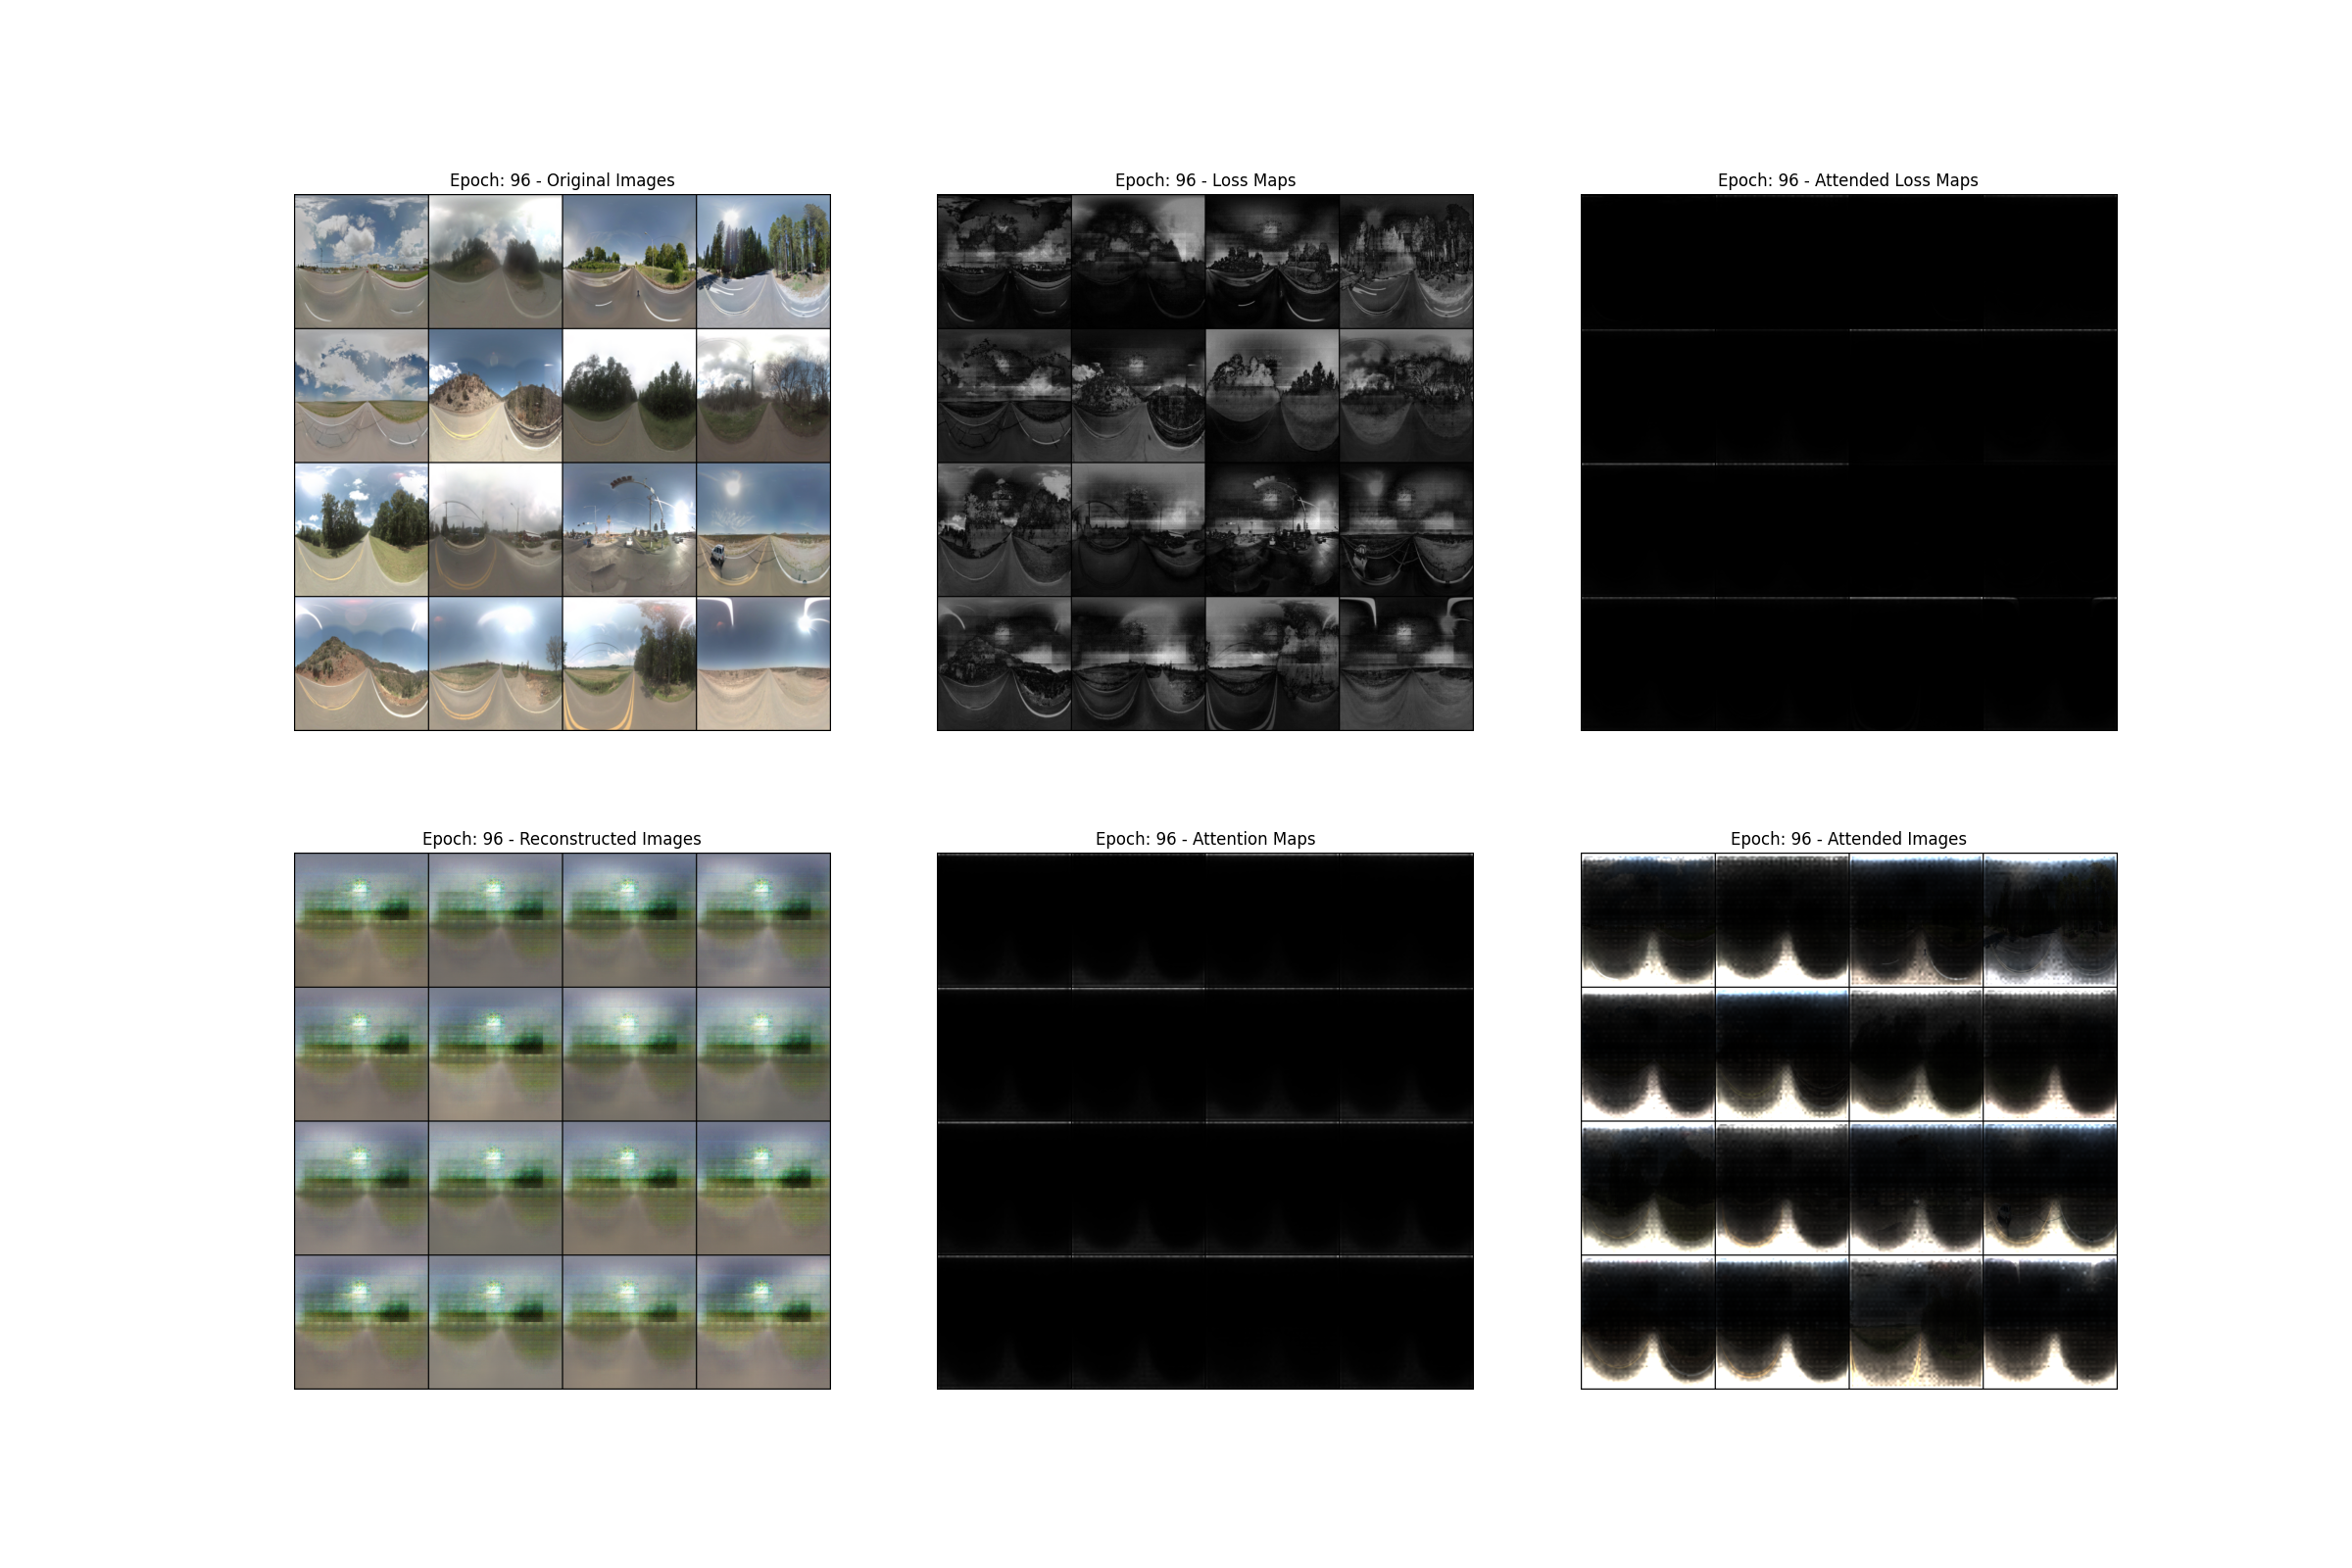 Epoch: 96 - Original Images
Epoch: 96 - Loss Maps
Epoch: 96 - Attended Loss Maps
Epoch: 96 - Reconstructed Images
Epoch: 96 - Attention Maps
Epoch: 96 - Attended Images